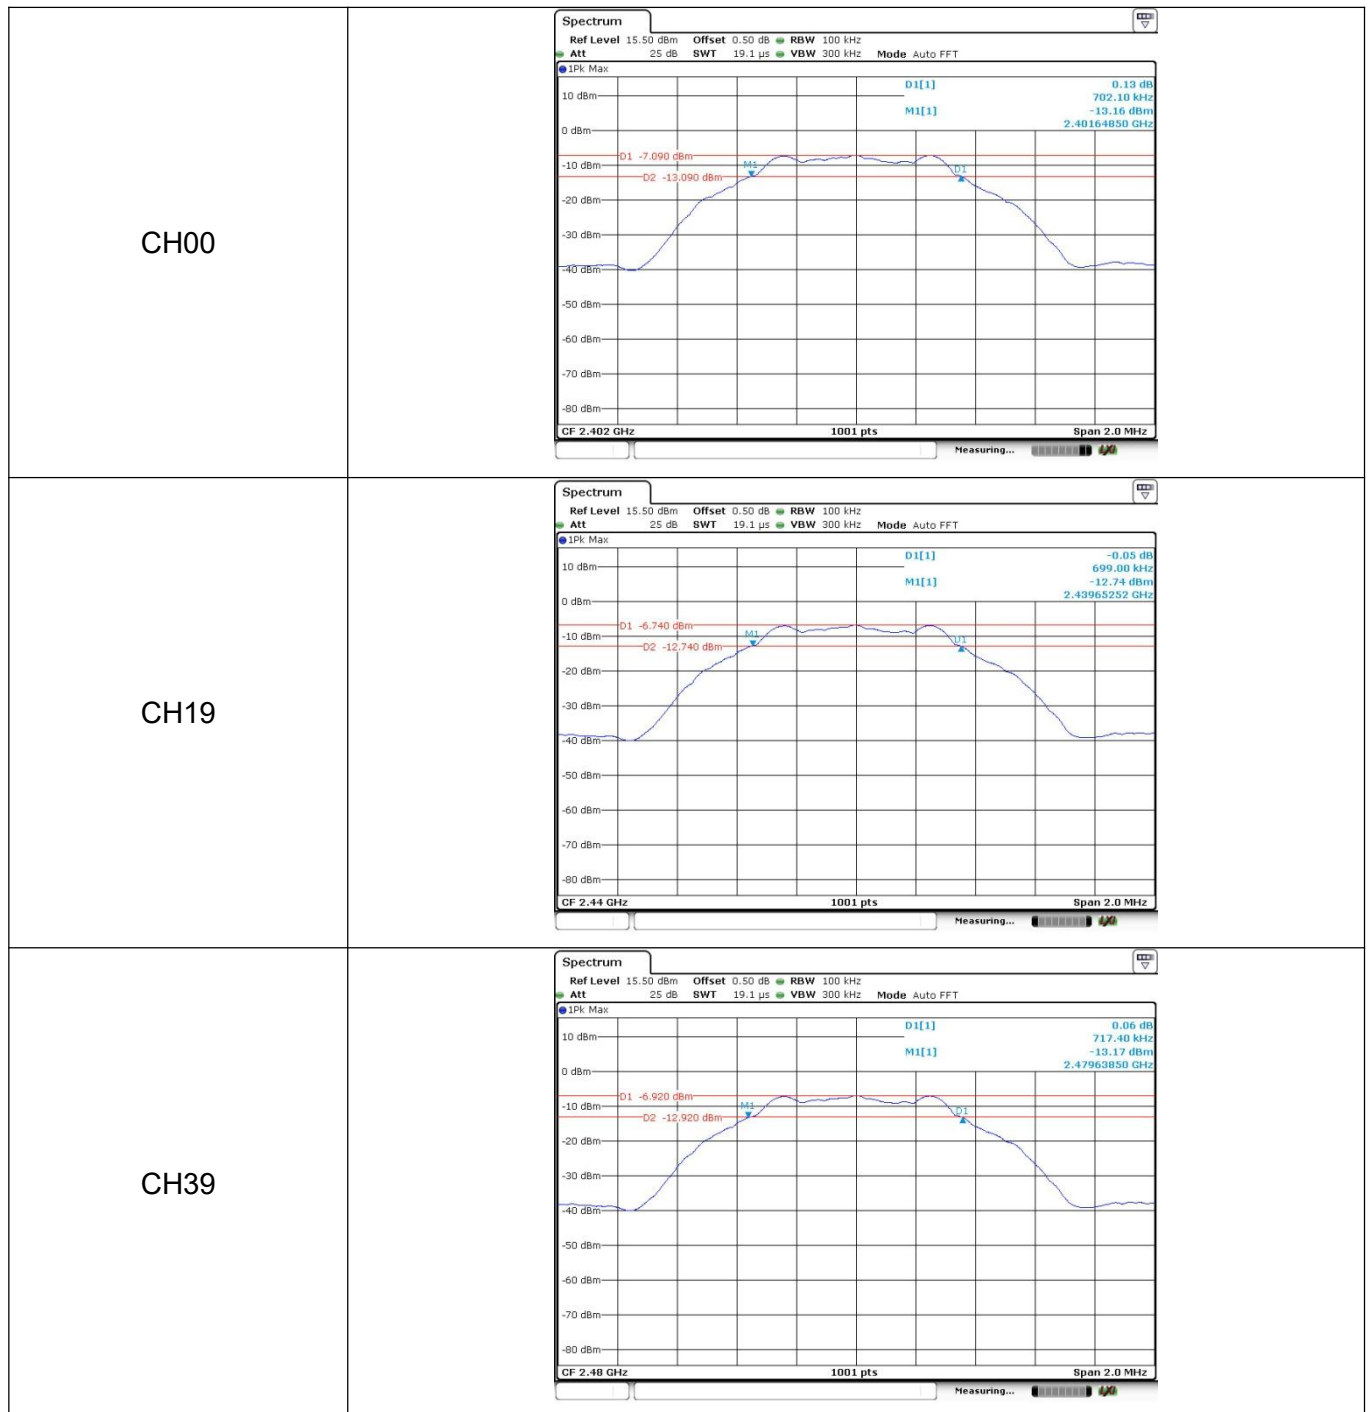 CH00
Spectrum
Ref Level 15.50 dBm Offset 0.50 dB RBW 100 kHz
Att 25 dB SWT 19.1 µs VBW 300 kHz Mode Auto FFT
1Pk Max
D1[1] 0.13 dB
702.10 kHz
10 dBm
M1[1] -13.16 dBm
2.40164850 GHz
0 dBm
D1 -7.090 dBm
M1
-10 dBm
D1
D2 -13.090 dBm
-20 dBm
-30 dBm
-40 dBm
-50 dBm
-60 dBm
-70 dBm
-80 dBm
CF 2.402 GHz 1001 pts Span 2.0 MHz
Measuring...
CH19
Spectrum
Ref Level 15.50 dBm Offset 0.50 dB RBW 100 kHz
Att 25 dB SWT 19.1 µs VBW 300 kHz Mode Auto FFT
1Pk Max
D1[1] -0.05 dB
699.00 kHz
10 dBm
M1[1] -12.74 dBm
2.43965252 GHz
0 dBm
D1 -6.740 dBm
M1
-10 dBm
D1
D2 -12.740 dBm
-20 dBm
-30 dBm
-40 dBm
-50 dBm
-60 dBm
-70 dBm
-80 dBm
CF 2.44 GHz 1001 pts Span 2.0 MHz
Measuring...
CH39
Spectrum
Ref Level 15.50 dBm Offset 0.50 dB RBW 100 kHz
Att 25 dB SWT 19.1 µs VBW 300 kHz Mode Auto FFT
1Pk Max
D1[1] 0.06 dB
717.40 kHz
10 dBm
M1[1] -13.17 dBm
2.47963850 GHz
0 dBm
D1 -6.920 dBm
M1
-10 dBm
D1
D2 -12.920 dBm
-20 dBm
-30 dBm
-40 dBm
-50 dBm
-60 dBm
-70 dBm
-80 dBm
CF 2.48 GHz 1001 pts Span 2.0 MHz
Measuring...